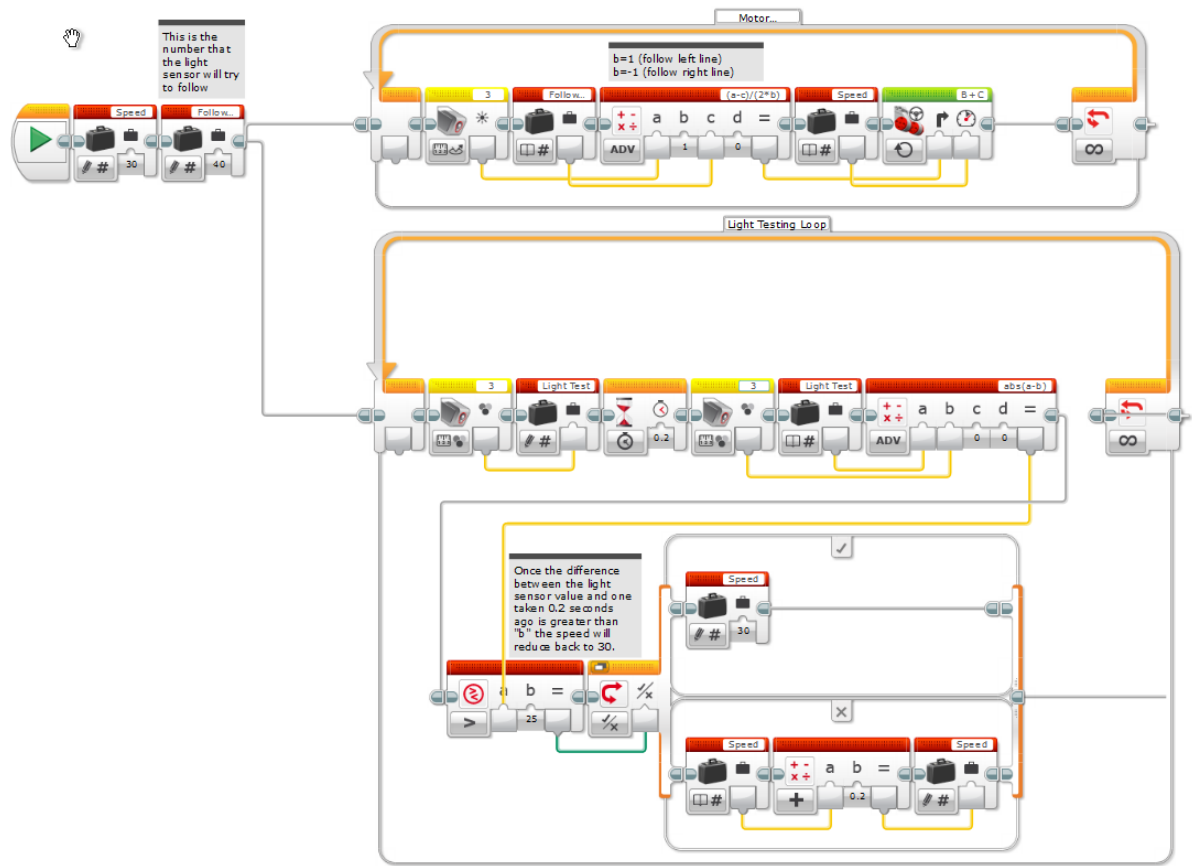 Motor...
This is the
number that
the light
sensor will try
to follow
b=1 (follow left line)
b=-1 (follow right line)
Speed
Follow...
3
Follow...
(a-c)/(2*b)
Speed
B+C
a b c d =
ADV
1
0
#
#
30
# 40
#
∞
Light Testing Loop
3
Light Test
3
Light Test
abs(a-b)
a b c d =
#
0.2
#
ADV
0
0
∞
Once the difference
between the light
sensor value and one
taken 0.2 seconds
ago is greater than
"b" the speed will
reduce back to 30.
Speed
# 30
a b =
>
25
Speed
Speed
a b =
#
+
0.2
#